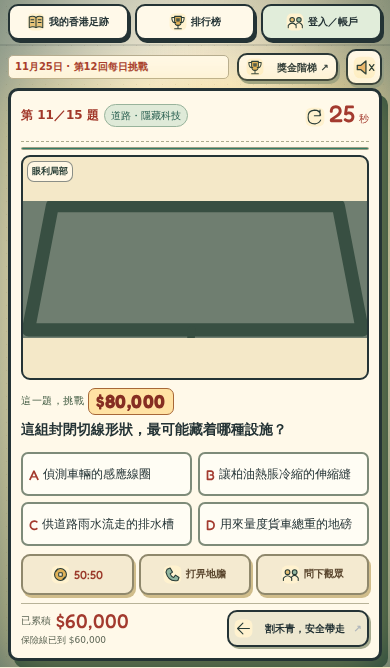 我的香港足跡
排行榜
登入／帳戶
11月25日 · 第12回每日挑戰
獎金階梯 ↗
第 11／15 題
道路・隱藏科技
25 秒
眼利局部
這一題，挑戰 $80,000
這組封閉切線形狀，最可能藏着哪種設施？
A 偵測車輛的感應線圈
B 讓柏油熱脹冷縮的伸縮縫
C 供道路雨水流走的排水槽
D 用來量度貨車總重的地磅
50:50
打畀地膽
問下觀眾
已累積 $60,000
保險線已到 $60,000
割禾青，安全帶走 ↗